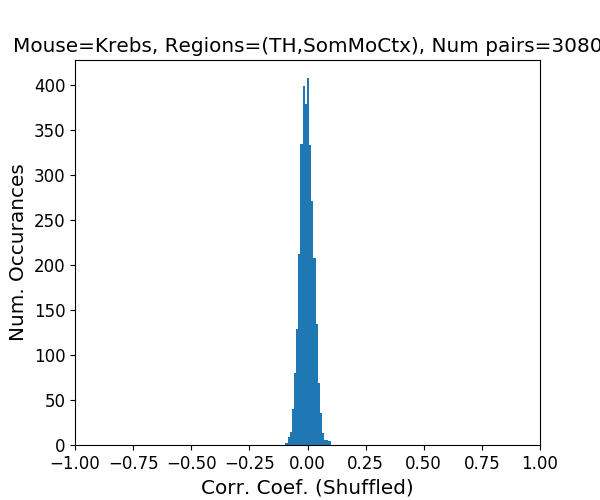 Mouse=Krebs, Regions=(TH,SomMoCtx), Num pairs=3080
400
350
300
250
200
150
100
50
0
Num. Occurances
−1.00 −0.75 −0.50 −0.25 0.00 0.25 0.50 0.75 1.00
Corr. Coef. (Shuffled)